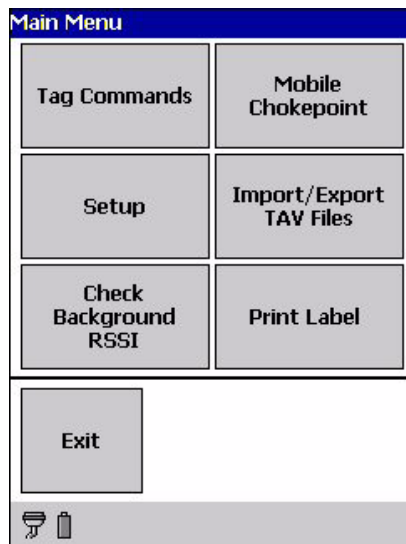 Main Menu
Tag Commands
Mobile
Chokepoint
Setup
Import/Export
TAV Files
Check
Background
RSSI
Print Label
Exit